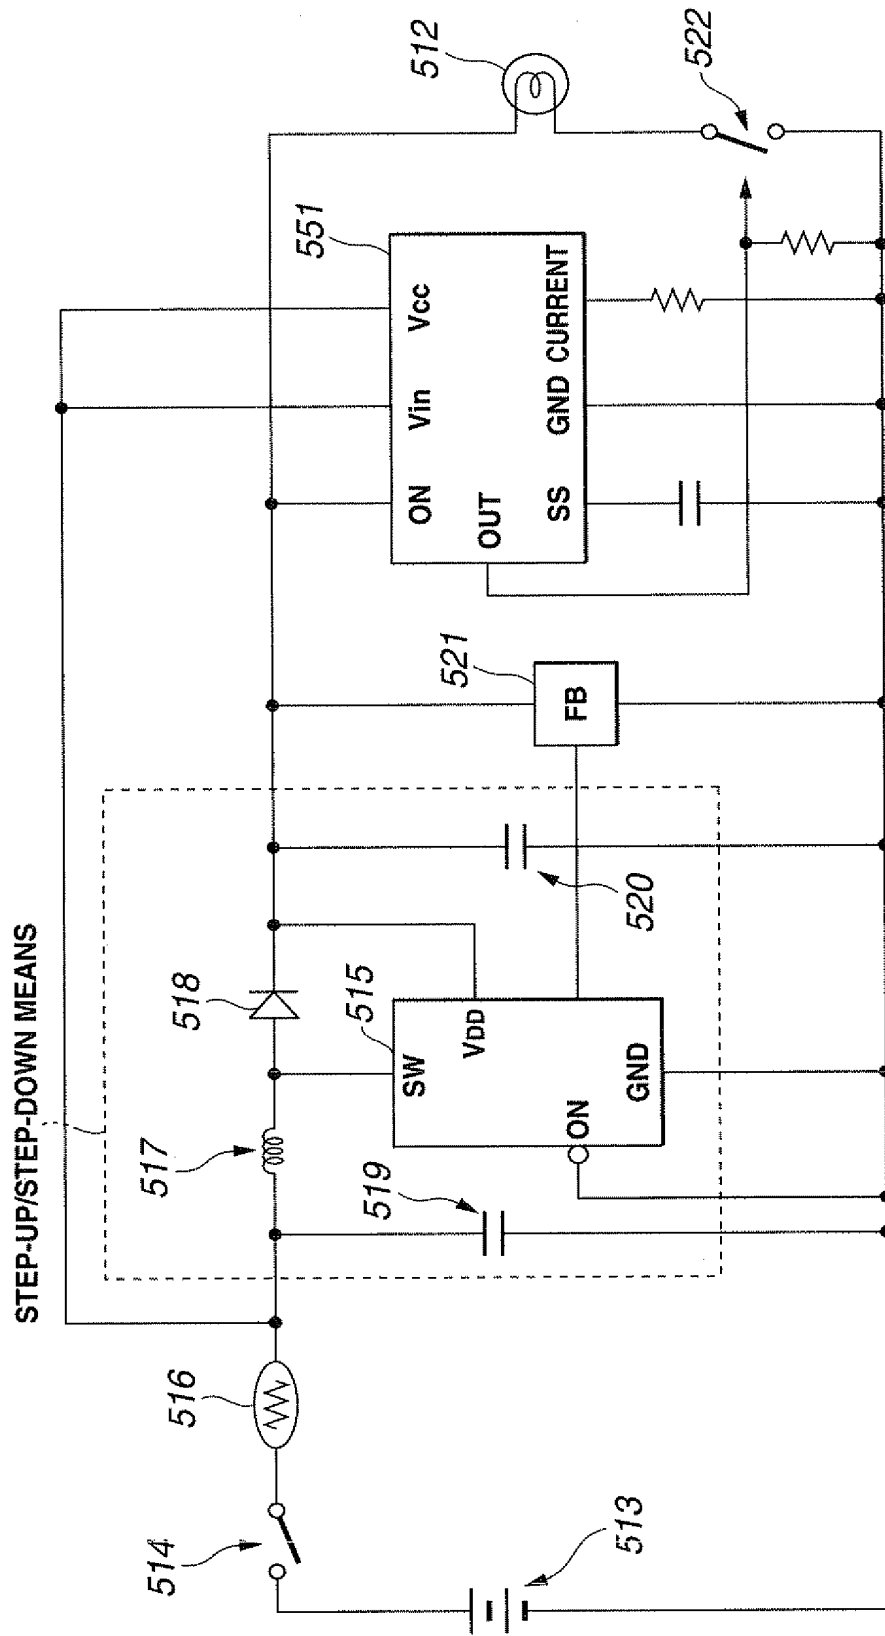 STEP-UP/STEP-DOWN MEANS
514
516
517
518
551
512
522
513
519
515
520
521
SW
VDD
ON
GND
FB
ON
Vin
Vcc
OUT
SS
GND
CURRENT